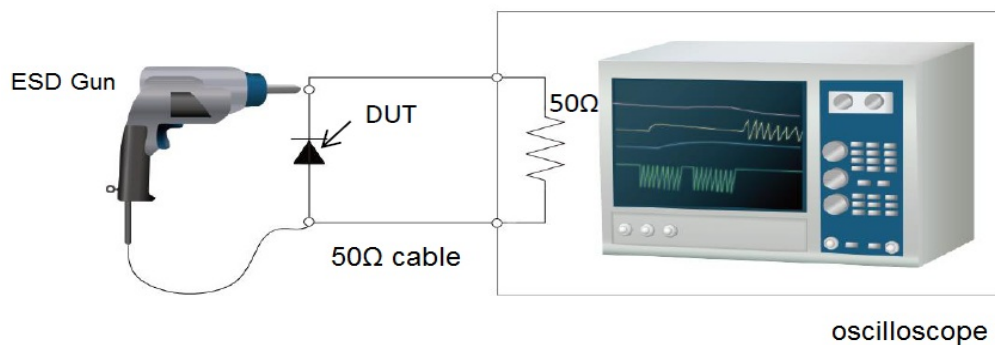 ESD Gun
DUT
50Ω
50Ω cable
oscilloscope